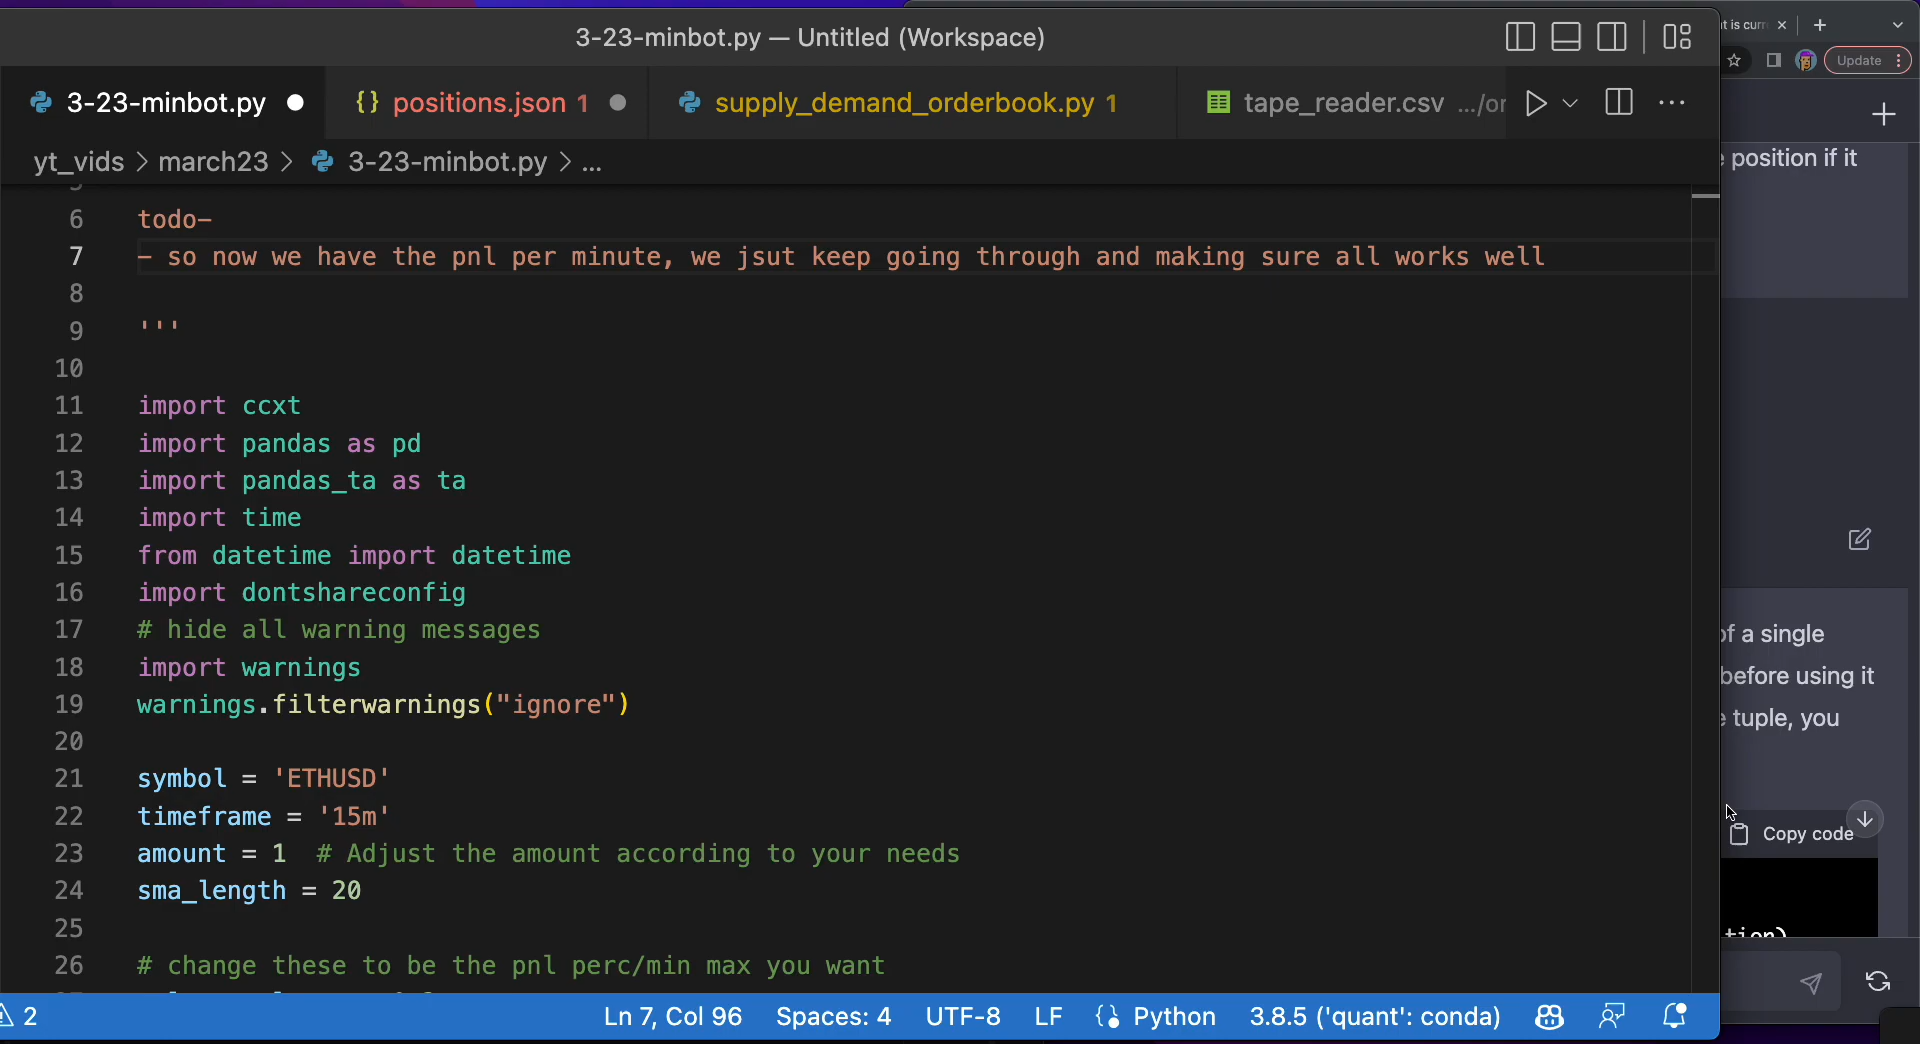 3-23-minbot.py — Untitled (Workspace)
3-23-minbot.py
positions.json 1
supply_demand_orderbook.py 1
tape_reader.csv .../or
yt_vids > march23 > 3-23-minbot.py > ...
6 todo-
7 - so now we have the pnl per minute, we jsut keep going through and making sure all works well
8
9 '''
10
11 import ccxt
12 import pandas as pd
13 import pandas_ta as ta
14 import time
15 from datetime import datetime
16 import dontshareconfig
17 # hide all warning messages
18 import warnings
19 warnings.filterwarnings("ignore")
20
21 symbol = 'ETHUSD'
22 timeframe = '15m'
23 amount = 1 # Adjust the amount according to your needs
24 sma_length = 20
25
26 # change these to be the pnl perc/min max you want
2
Ln 7, Col 96
Spaces: 4
UTF-8
LF
Python
3.8.5 ('quant': conda)
t is curr
Update
position if it
of a single
before using it
tuple, you
Copy code
tion)